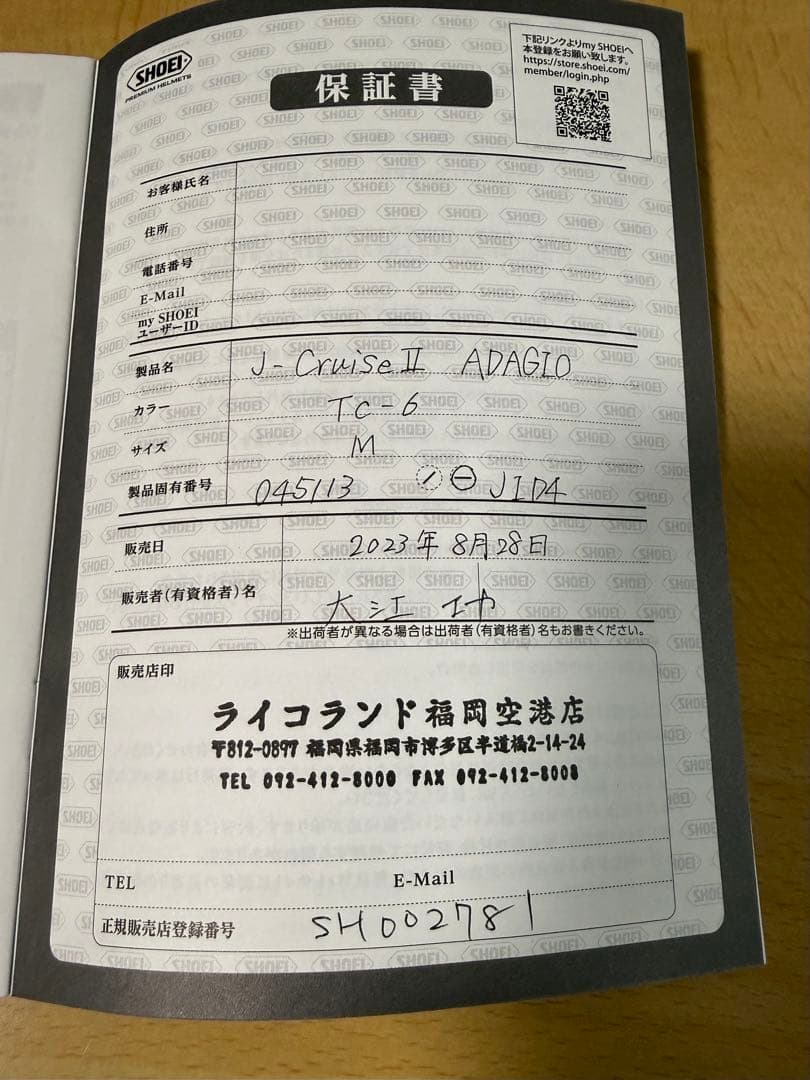 SHOEI
PREMIUM HELMETS
保証書
下記リンクよりmy SHOEIへ
本登録をお願い致します。
https://store.shoei.com/
member/login.php
お客様氏名
住所
電話番号
E-Mail
my SHOEI
ユーザーID
製品名 J-Cruise II ADAGIO
カラー TC-6
サイズ M
製品固有番号 045113 J1D4
販売日 2023年8月28日
販売者(有資格者)名 大江
※出荷者が異なる場合は出荷者(有資格者)名もお書きください。
販売店印
ライコランド福岡空港店
〒812-0897 福岡県福岡市博多区半道橋2-14-24
TEL 092-412-8000 FAX 092-412-8008
TEL E-Mail
正規販売店登録番号 SH002781